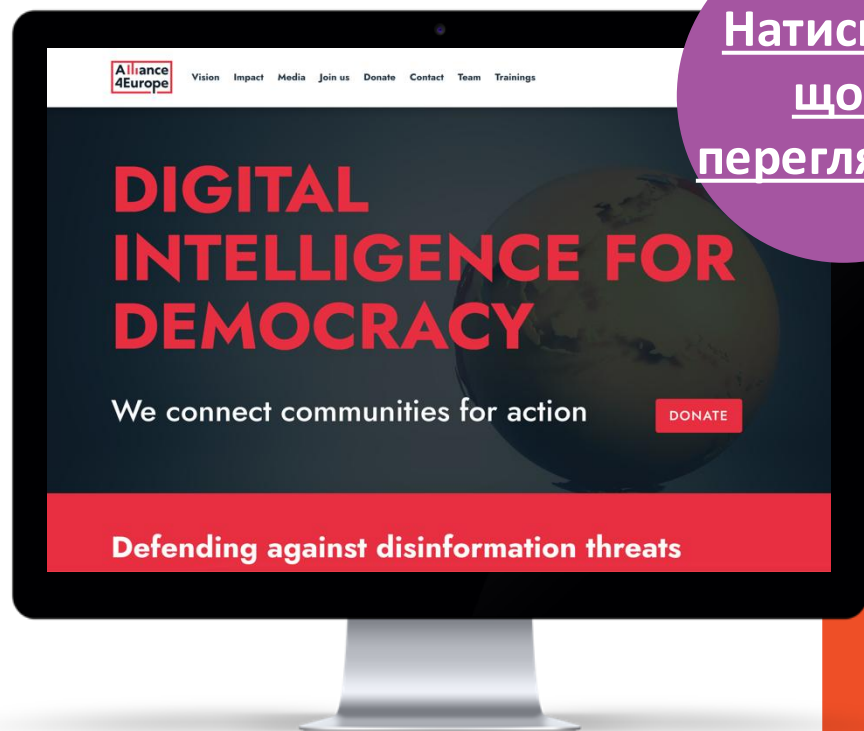 Alliance
4Europe
Vision Impact Media Join us Donate Contact Team Trainings
DIGITAL
INTELLIGENCE FOR
DEMOCRACY
We connect communities for action
DONATE
Defending against disinformation threats